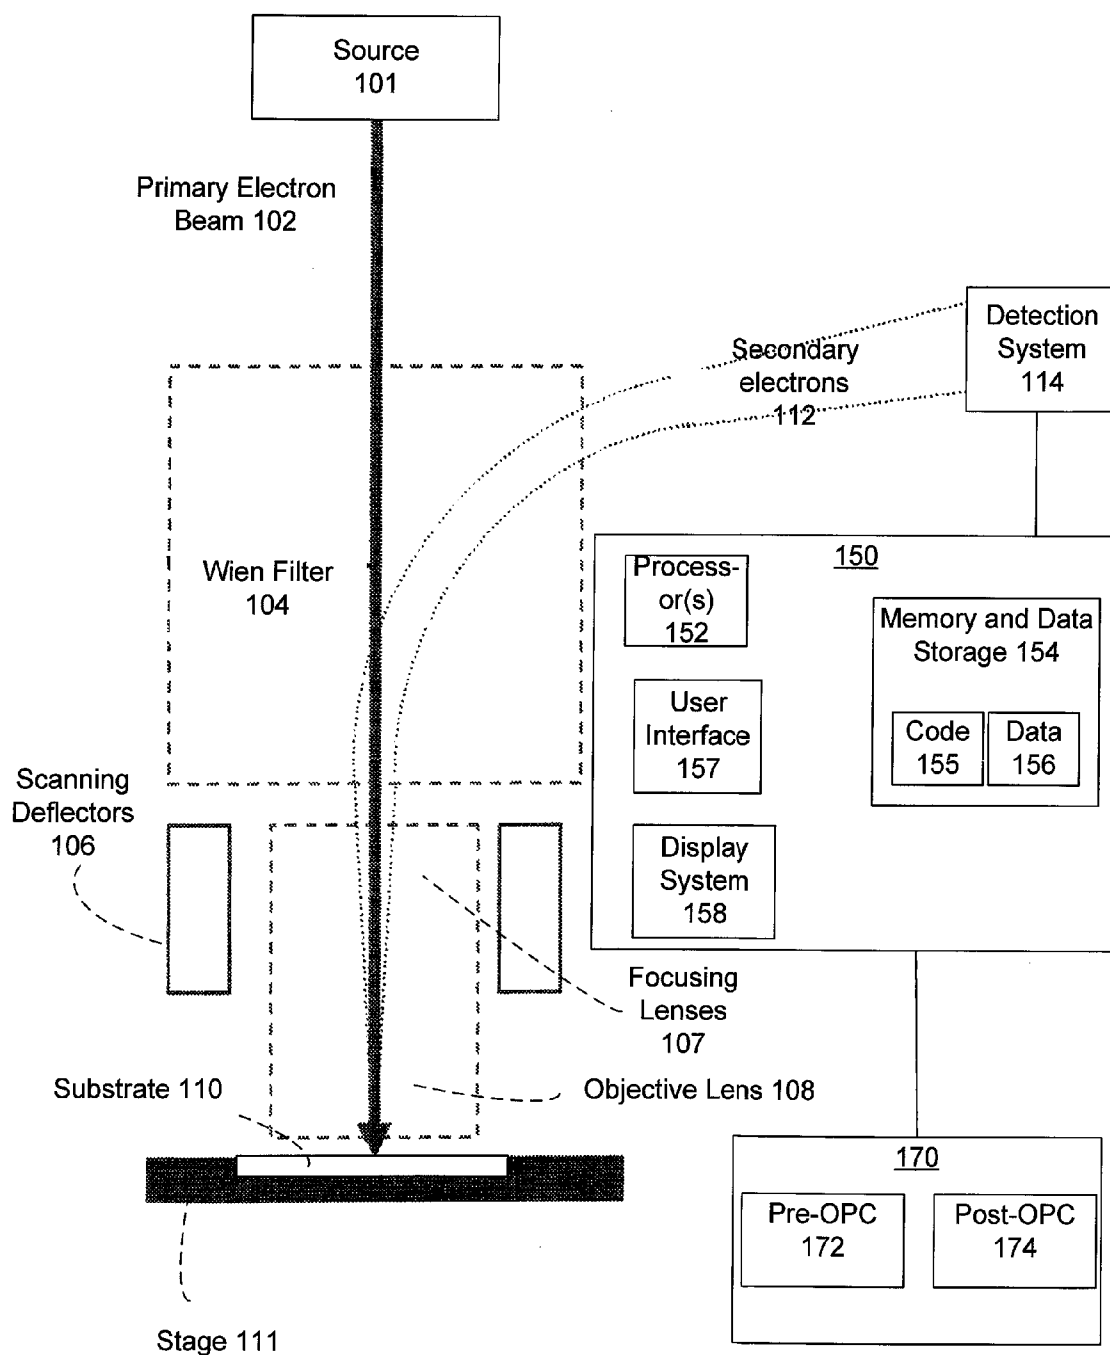 Source
101
Primary Electron
Beam 102
Detection
System
114
Secondary
electrons
112
Wien Filter
104
150
Process-
or(s)
152
Memory and Data
Storage 154
User
Interface
157
Code
155
Data
156
Scanning
Deflectors
106
Display
System
158
Focusing
Lenses
107
Substrate 110
Objective Lens 108
170
Pre-OPC
172
Post-OPC
174
Stage 111